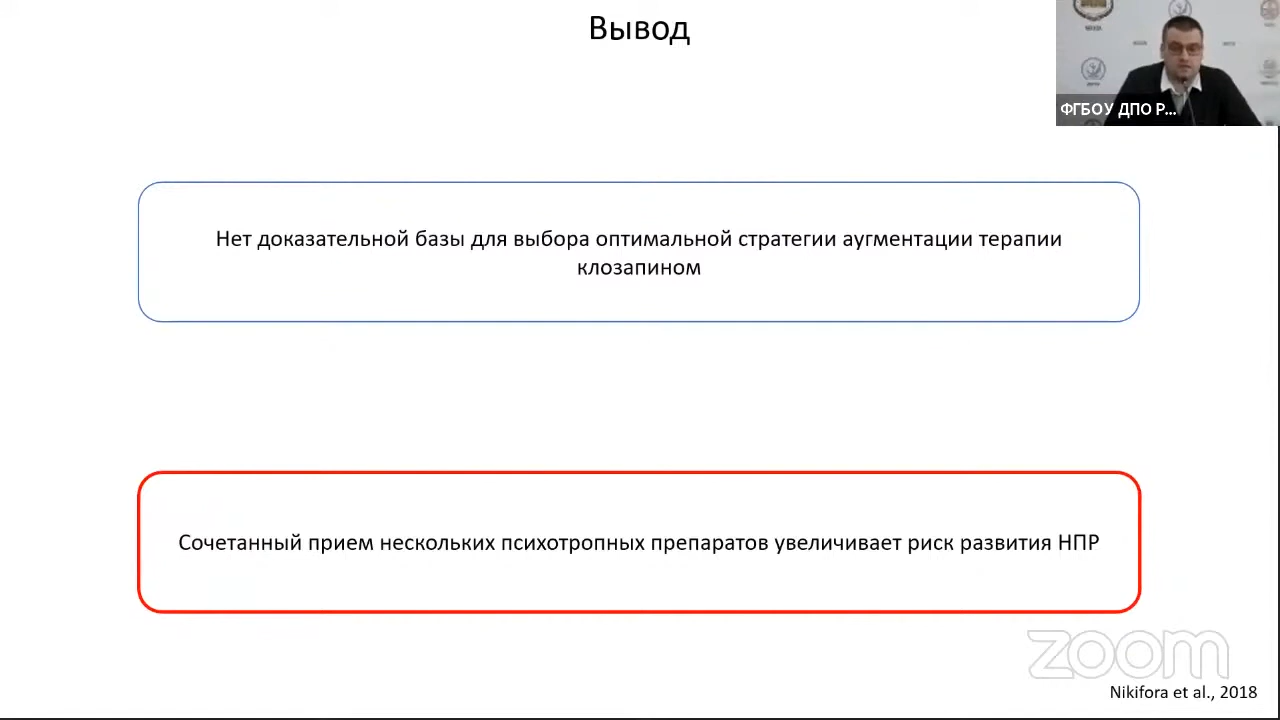 Вывод
ФГБОУ ДПО Р...
Нет доказательной базы для выбора оптимальной стратегии аугментации терапии
клозапином
Сочетанный прием нескольких психотропных препаратов увеличивает риск развития НПР
zoom
Nikifora et al., 2018